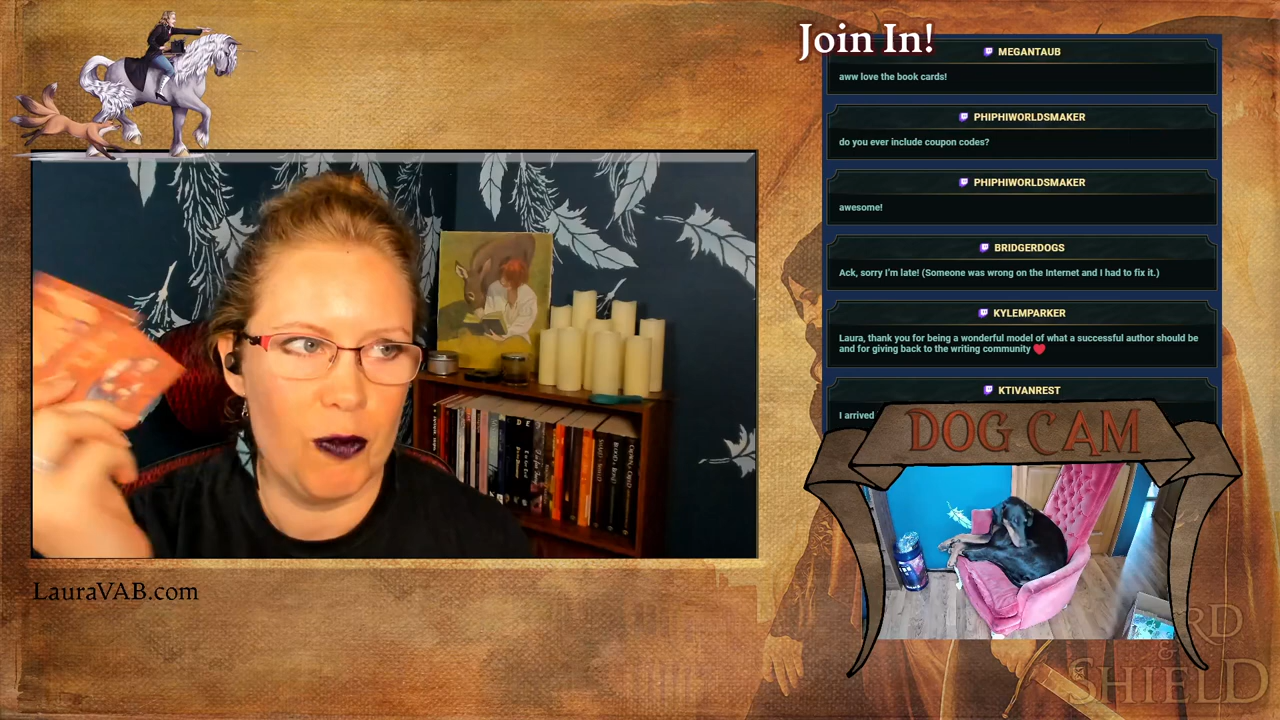 Join In!
MEGANTAUB
aww love the book cards!
PHIPHIWORLDSMAKER
do you ever include coupon codes?
PHIPHIWORLDSMAKER
awesome!
BRIDGERDOGS
Ack, sorry I'm late! (Someone was wrong on the Internet and I had to fix it.)
KYLEMPARKER
Laura, thank you for being a wonderful model of what a successful author should be
and for giving back to the writing community
KTIVANREST
I arrived
DOG CAM
LauraVAB.com
&
SHIELD